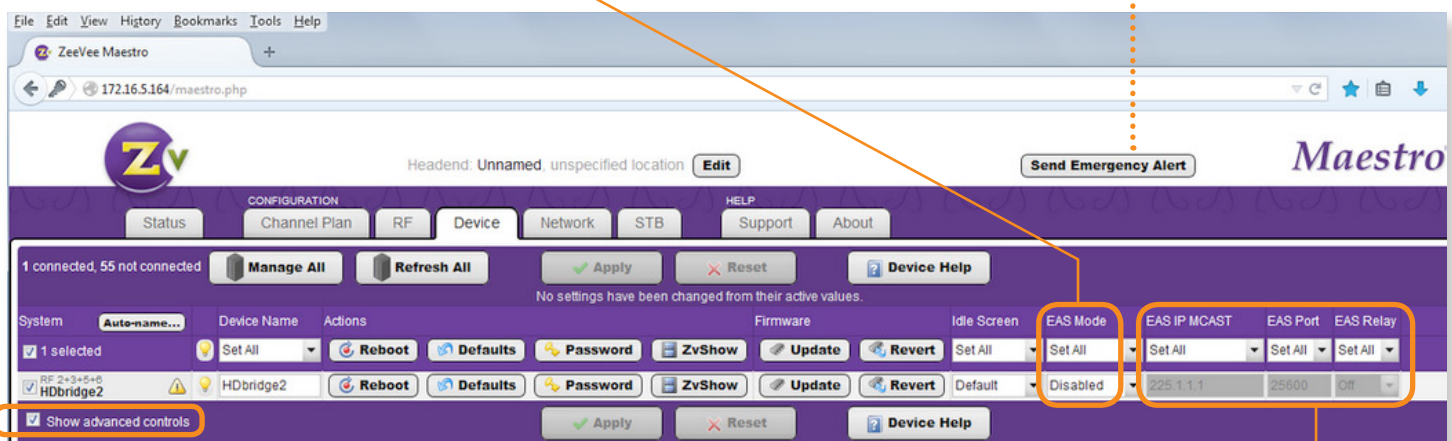 File Edit View History Bookmarks Tools Help
ZeeVee Maestro +
172.16.5.164/maestro.php
Zv Headend: Unnamed, unspecified location Edit Send Emergency Alert Maestro
CONFIGURATION HELP
Status Channel Plan RF Device Network STB Support About
1 connected, 55 not connected Manage All Refresh All Apply Reset Device Help
No settings have been changed from their active values.
System Auto-name... Device Name Actions Firmware Idle Screen EAS Mode EAS IP MCAST EAS Port EAS Relay
1 selected Set All Reboot Defaults Password ZvShow Update Revert Set All Set All Set All Set All Set All
RF 2+3+5+6
HDbridge2 HDbridge2 Reboot Defaults Password ZvShow Update Revert Default Disabled 225.1.1.1 25600 Off
Show advanced controls Apply Reset Device Help